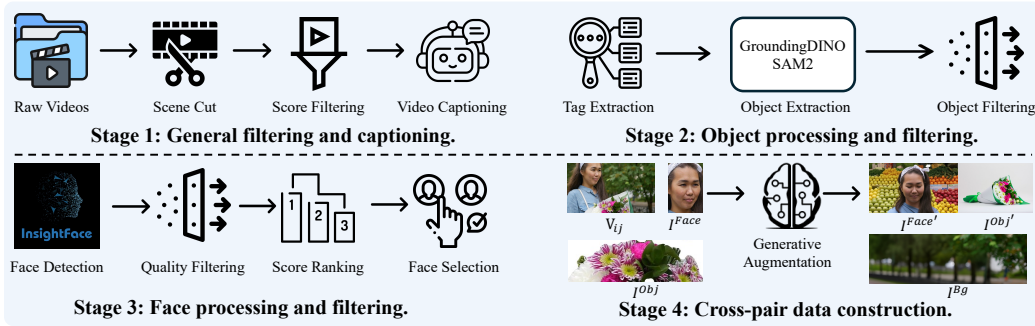 Raw Videos
Scene Cut
Score Filtering
Video Captioning
Stage 1: General filtering and captioning.
Tag Extraction
GroundingDINO
SAM2
Object Extraction
Object Filtering
Stage 2: Object processing and filtering.
InsightFace
Face Detection
Quality Filtering
1
2
3
Score Ranking
Face Selection
Stage 3: Face processing and filtering.
V_{ij}
I^{Face}
I^{Obj}
Generative
Augmentation
I^{Face'}
I^{Obj'}
I^{Bg}
Stage 4: Cross-pair data construction.